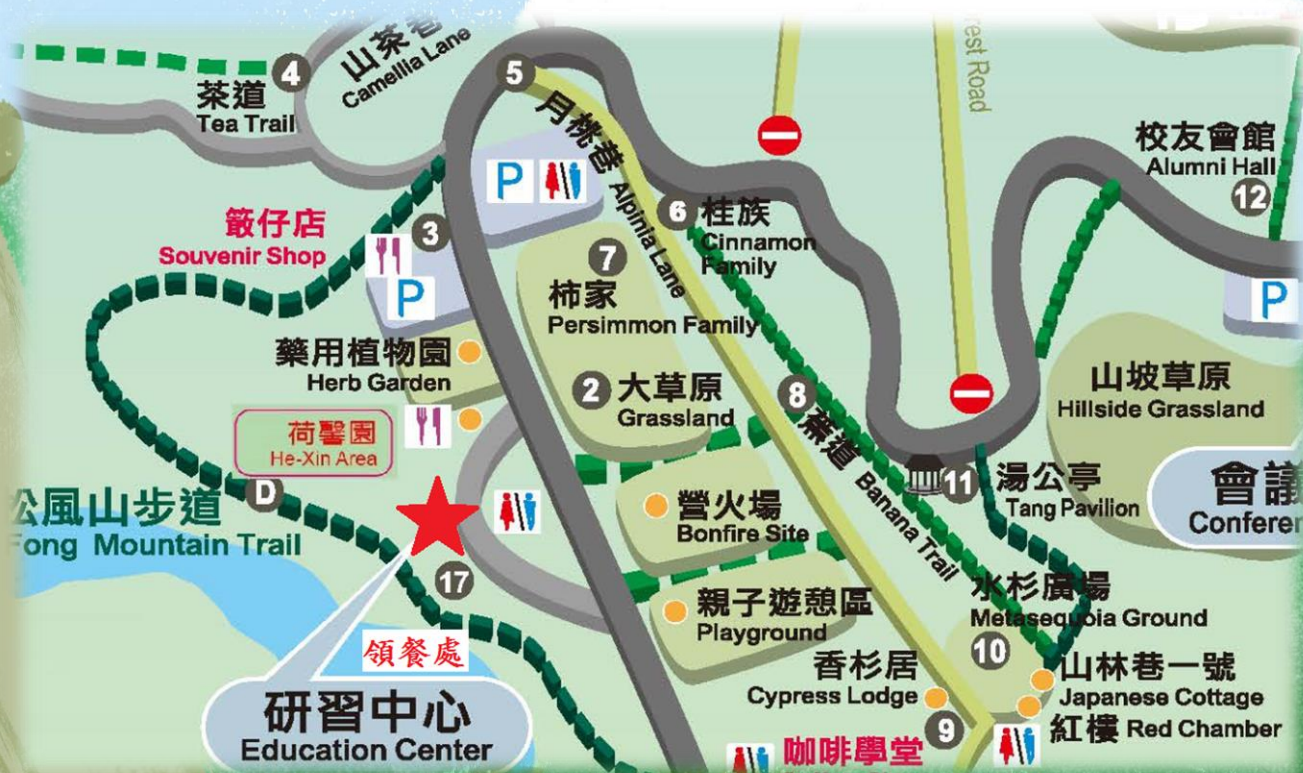 山茶巷
Camellia Lane
4
茶道
Tea Trail
5
月桃巷
Alpinia Lane
est Road
校友會館
Alumni Hall
12
P
3
籔仔店
Souvenir Shop
P
6
桂族
Cinnamon
Family
7
柿家
Persimmon Family
P
藥用植物園
Herb Garden
2
大草原
Grassland
8
蕉道
Banana Trail
山坡草原
Hillside Grassland
荷馨園
He-Xin Area
D
松風山步道
Fong Mountain Trail
營火場
Bonfire Site
11
湯公亭
Tang Pavilion
會議
Conferen
17
領餐處
研習中心
Education Center
親子遊憩區
Playground
水杉廣場
Metasequoia Ground
10
香杉居
Cypress Lodge
9
山林巷一號
Japanese Cottage
紅樓 Red Chamber
咖啡學堂